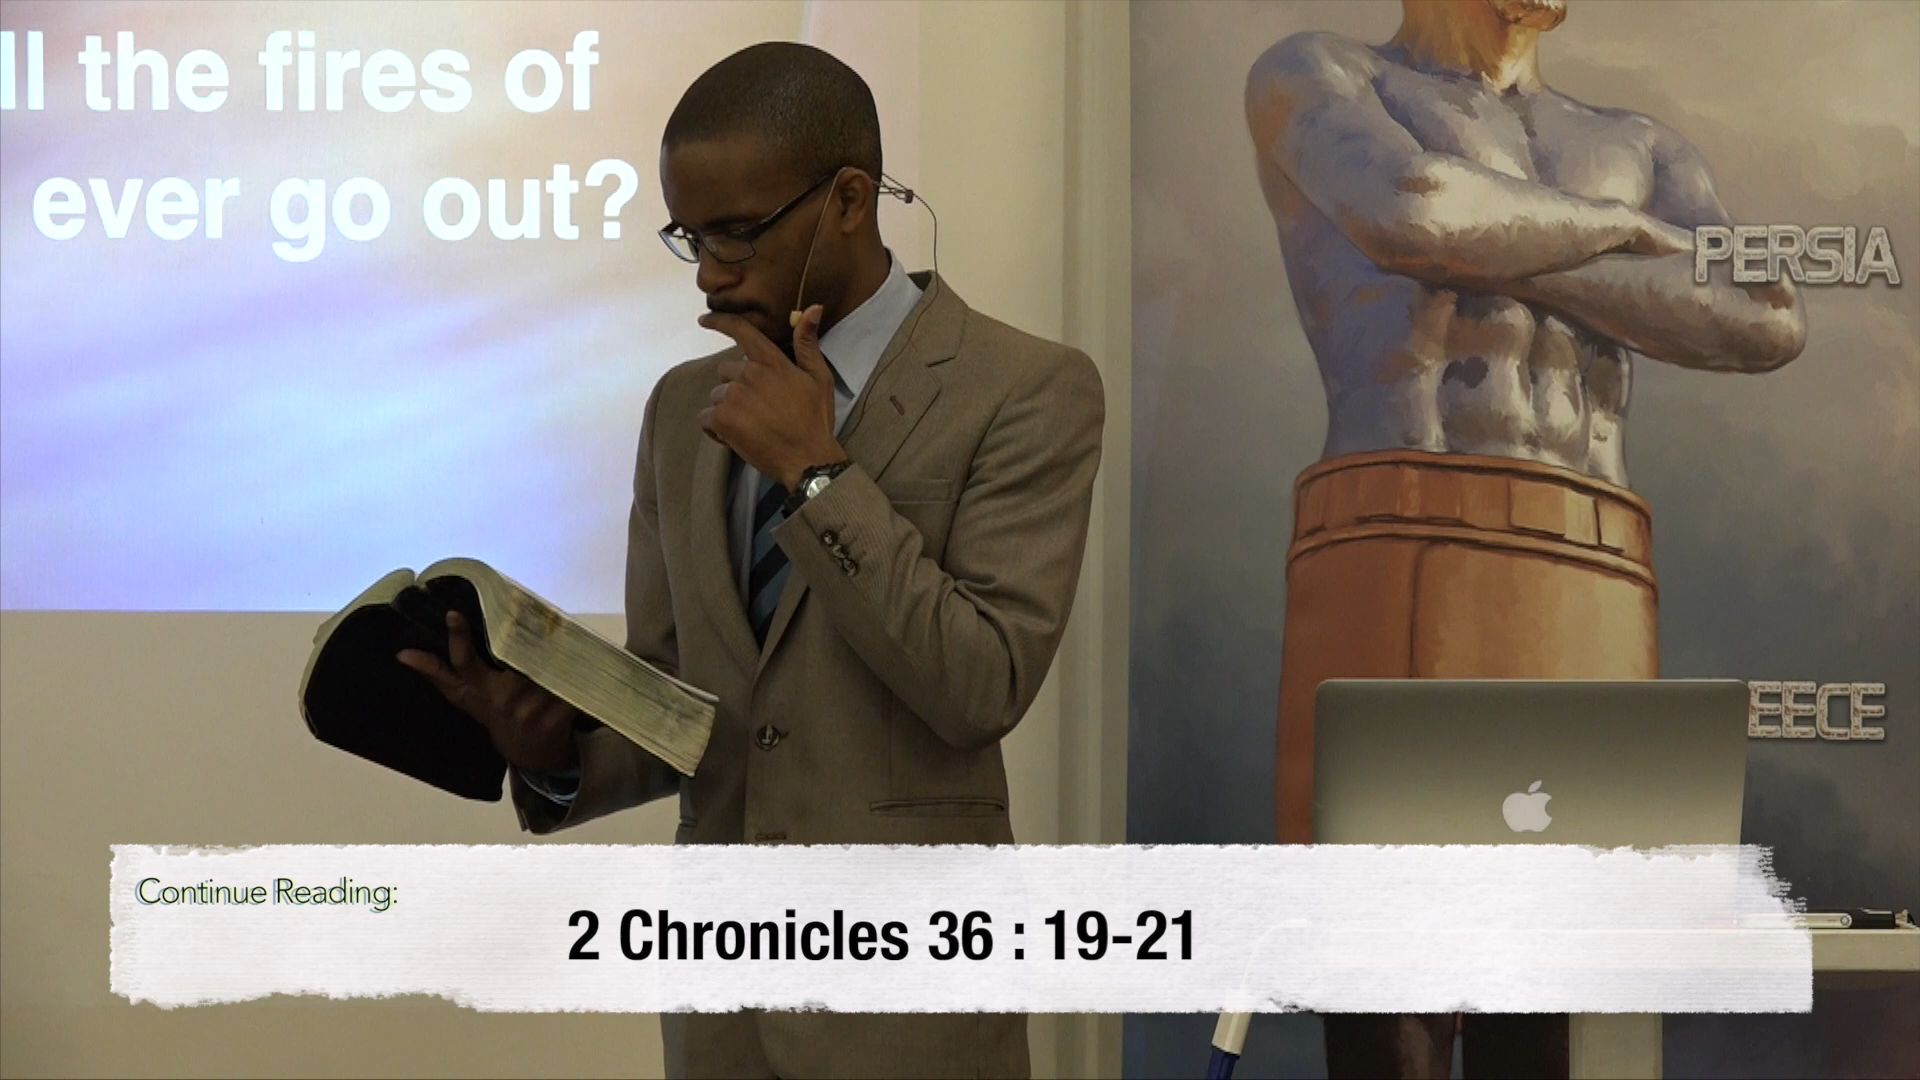 ll the fires of
ever go out?
PERSIA
EECE
Continue Reading:
2 Chronicles 36 : 19-21